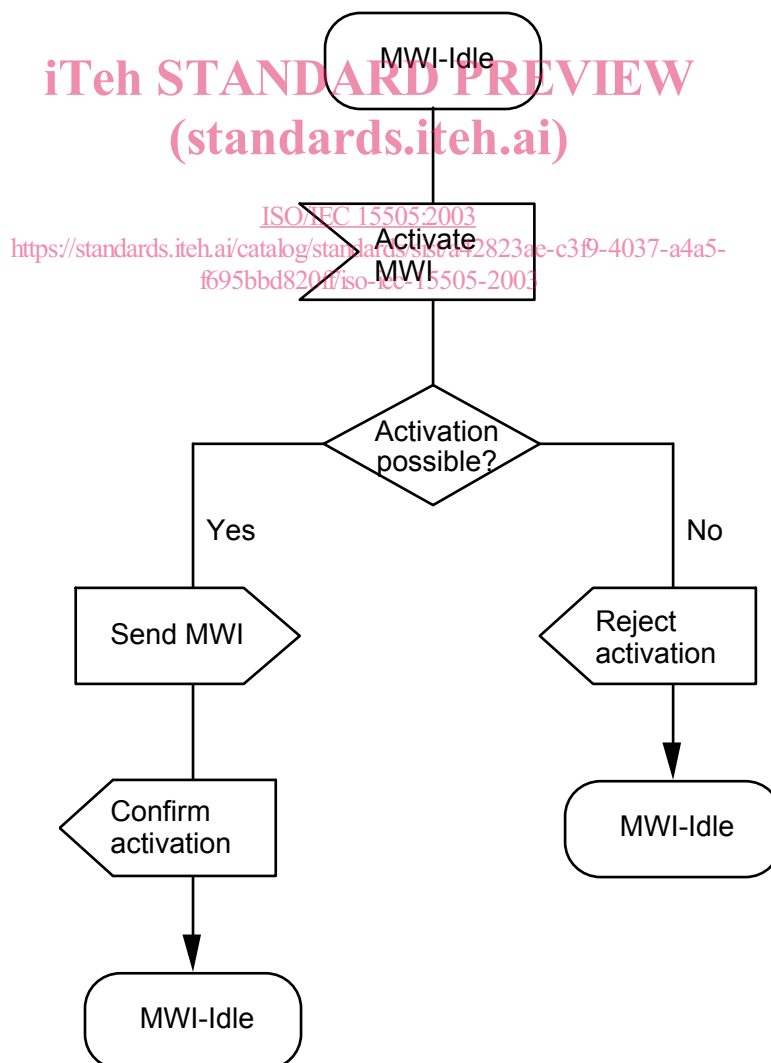 MWI-Idle
iTeh STANDARD PREVIEW
(standards.iteh.ai)
ISO/IEC 15505:2003
https://standards.iteh.ai/catalog/standards/sist/a42823ae-c3f9-4037-a4a5-
f695bbd820ff/iso-iec-15505-2003
Activate
MWI
Activation
possible?
Yes
No
Send MWI
Reject
activation
Confirm
activation
MWI-Idle
MWI-Idle